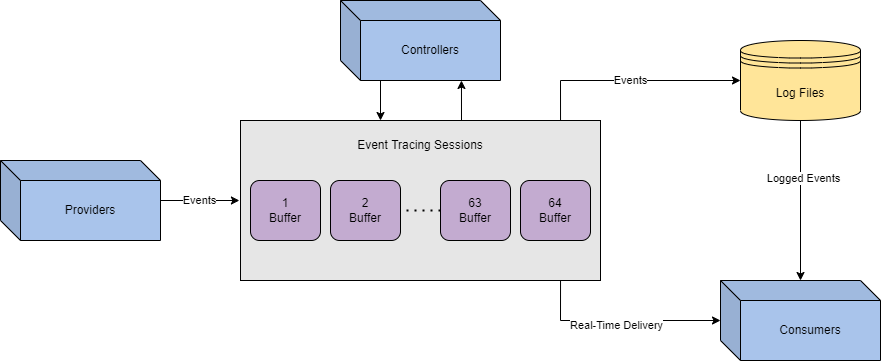 Controllers
Events
Log Files
Event Tracing Sessions
Providers
Events
1
Buffer
2
Buffer
.....
63
Buffer
64
Buffer
Logged Events
Real-Time Delivery
Consumers